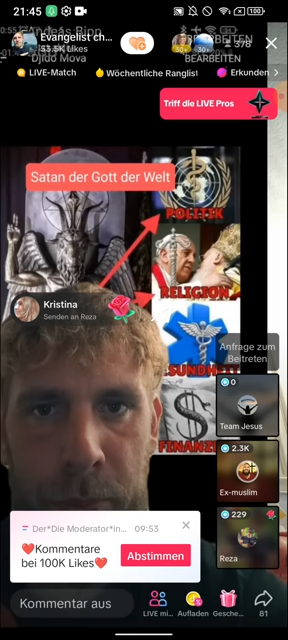 21:45
100
Evangelist ch...
53.5K Likes
Djido Mova
378
BEARBEITEN
LIVE-Match
Wöchentliche Ranglist
Erkunden
Triff die LIVE Pros
Satan der Gott der Welt
POLITIK
RELIGION
Kristina
Senden an Reza
Anfrage zum
Beitreten
0
Team Jesus
FINANZ
2.3K
Ex-muslim
229
Reza
Der*Die Moderator*in...
09:53
❤️Kommentare
bei 100K Likes❤️
Abstimmen
Kommentar aus
LIVE mi...
Aufladen
Gesche...
81